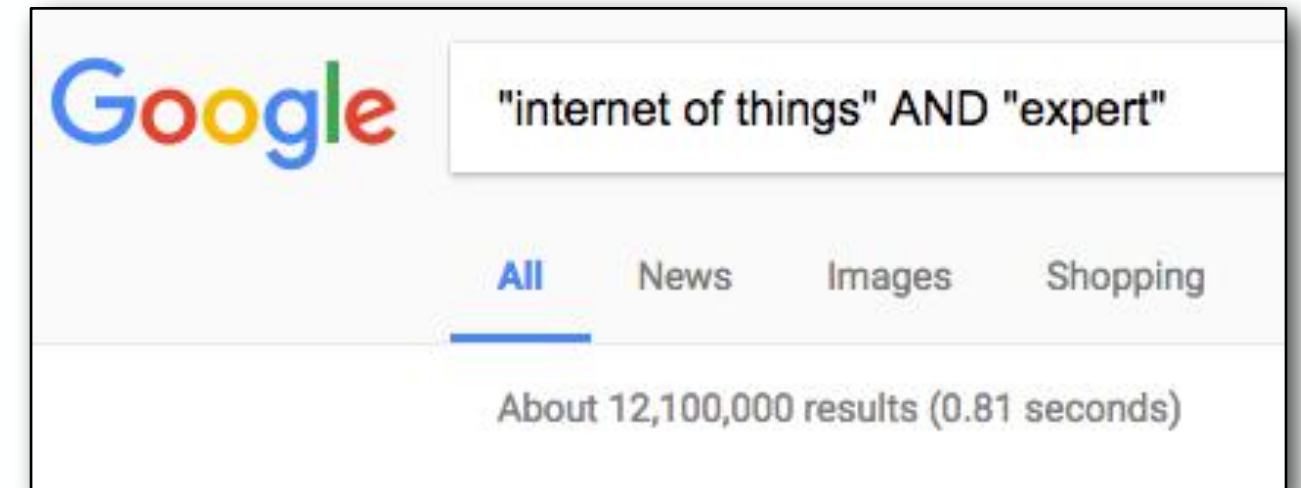 Google "internet of things" AND "expert"
All News Images Shopping
About 12,100,000 results (0.81 seconds)